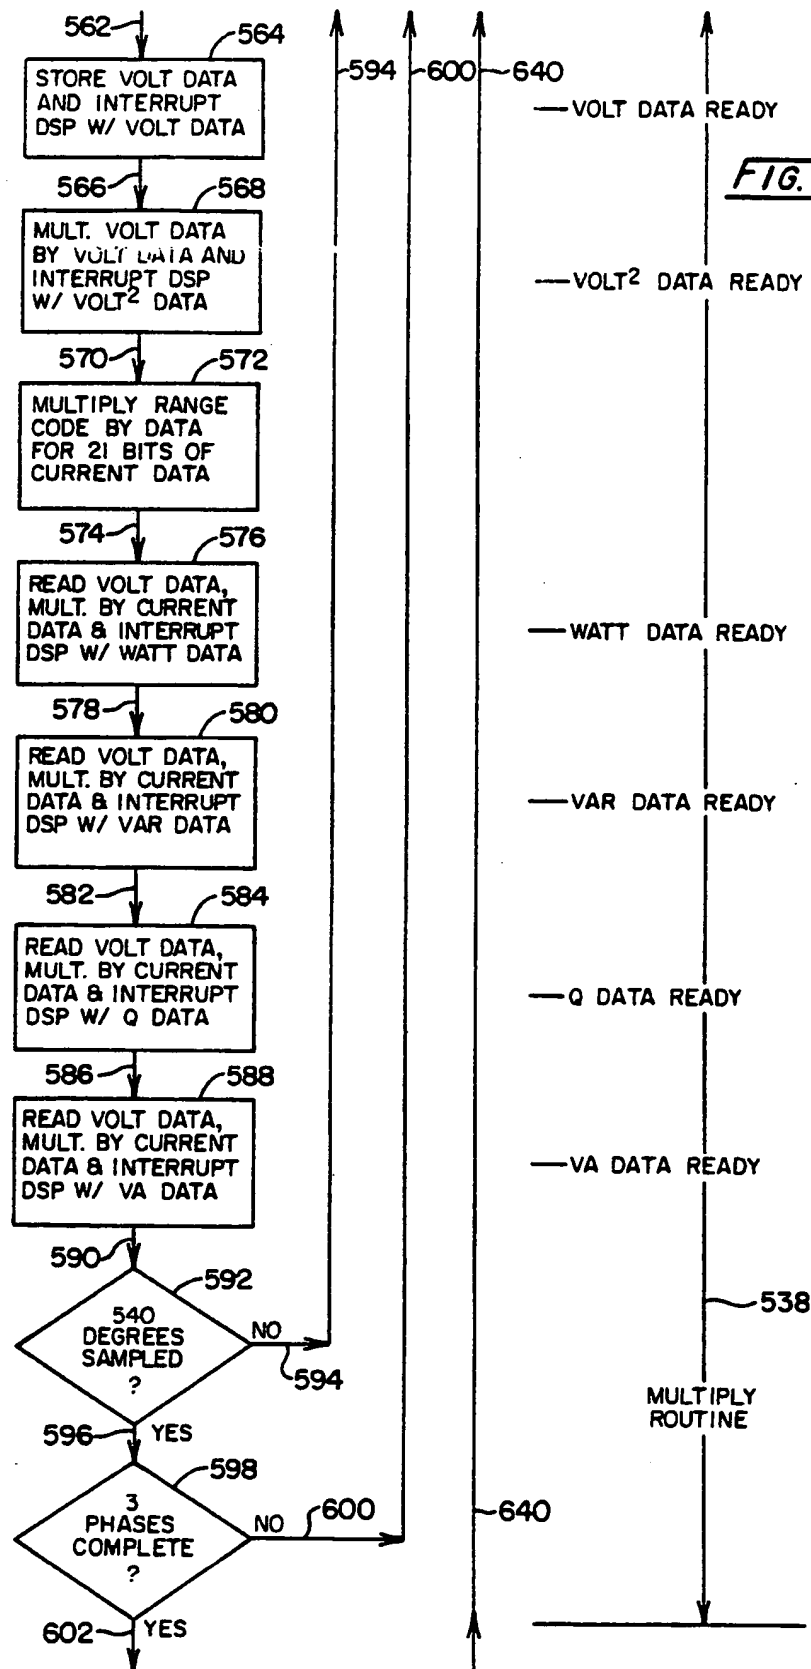 562
564
STORE VOLT DATA
AND INTERRUPT
DSP W/ VOLT DATA
594
600
640
VOLT DATA READY
FIG.
566
568
MULT. VOLT DATA
BY VOLT DATA AND
INTERRUPT DSP
W/ VOLT² DATA
VOLT² DATA READY
570
572
MULTIPLY RANGE
CODE BY DATA
FOR 21 BITS OF
CURRENT DATA
574
576
READ VOLT DATA,
MULT. BY CURRENT
DATA & INTERRUPT
DSP W/ WATT DATA
WATT DATA READY
578
580
READ VOLT DATA,
MULT. BY CURRENT
DATA & INTERRUPT
DSP W/ VAR DATA
VAR DATA READY
582
584
READ VOLT DATA,
MULT. BY CURRENT
DATA & INTERRUPT
DSP W/ Q DATA
Q DATA READY
586
588
READ VOLT DATA,
MULT. BY CURRENT
DATA & INTERRUPT
DSP W/ VA DATA
VA DATA READY
590
592
540
DEGREES
SAMPLED
?
NO
594
538
MULTIPLY
ROUTINE
596
YES
598
3
PHASES
COMPLETE
?
NO
600
640
602
YES